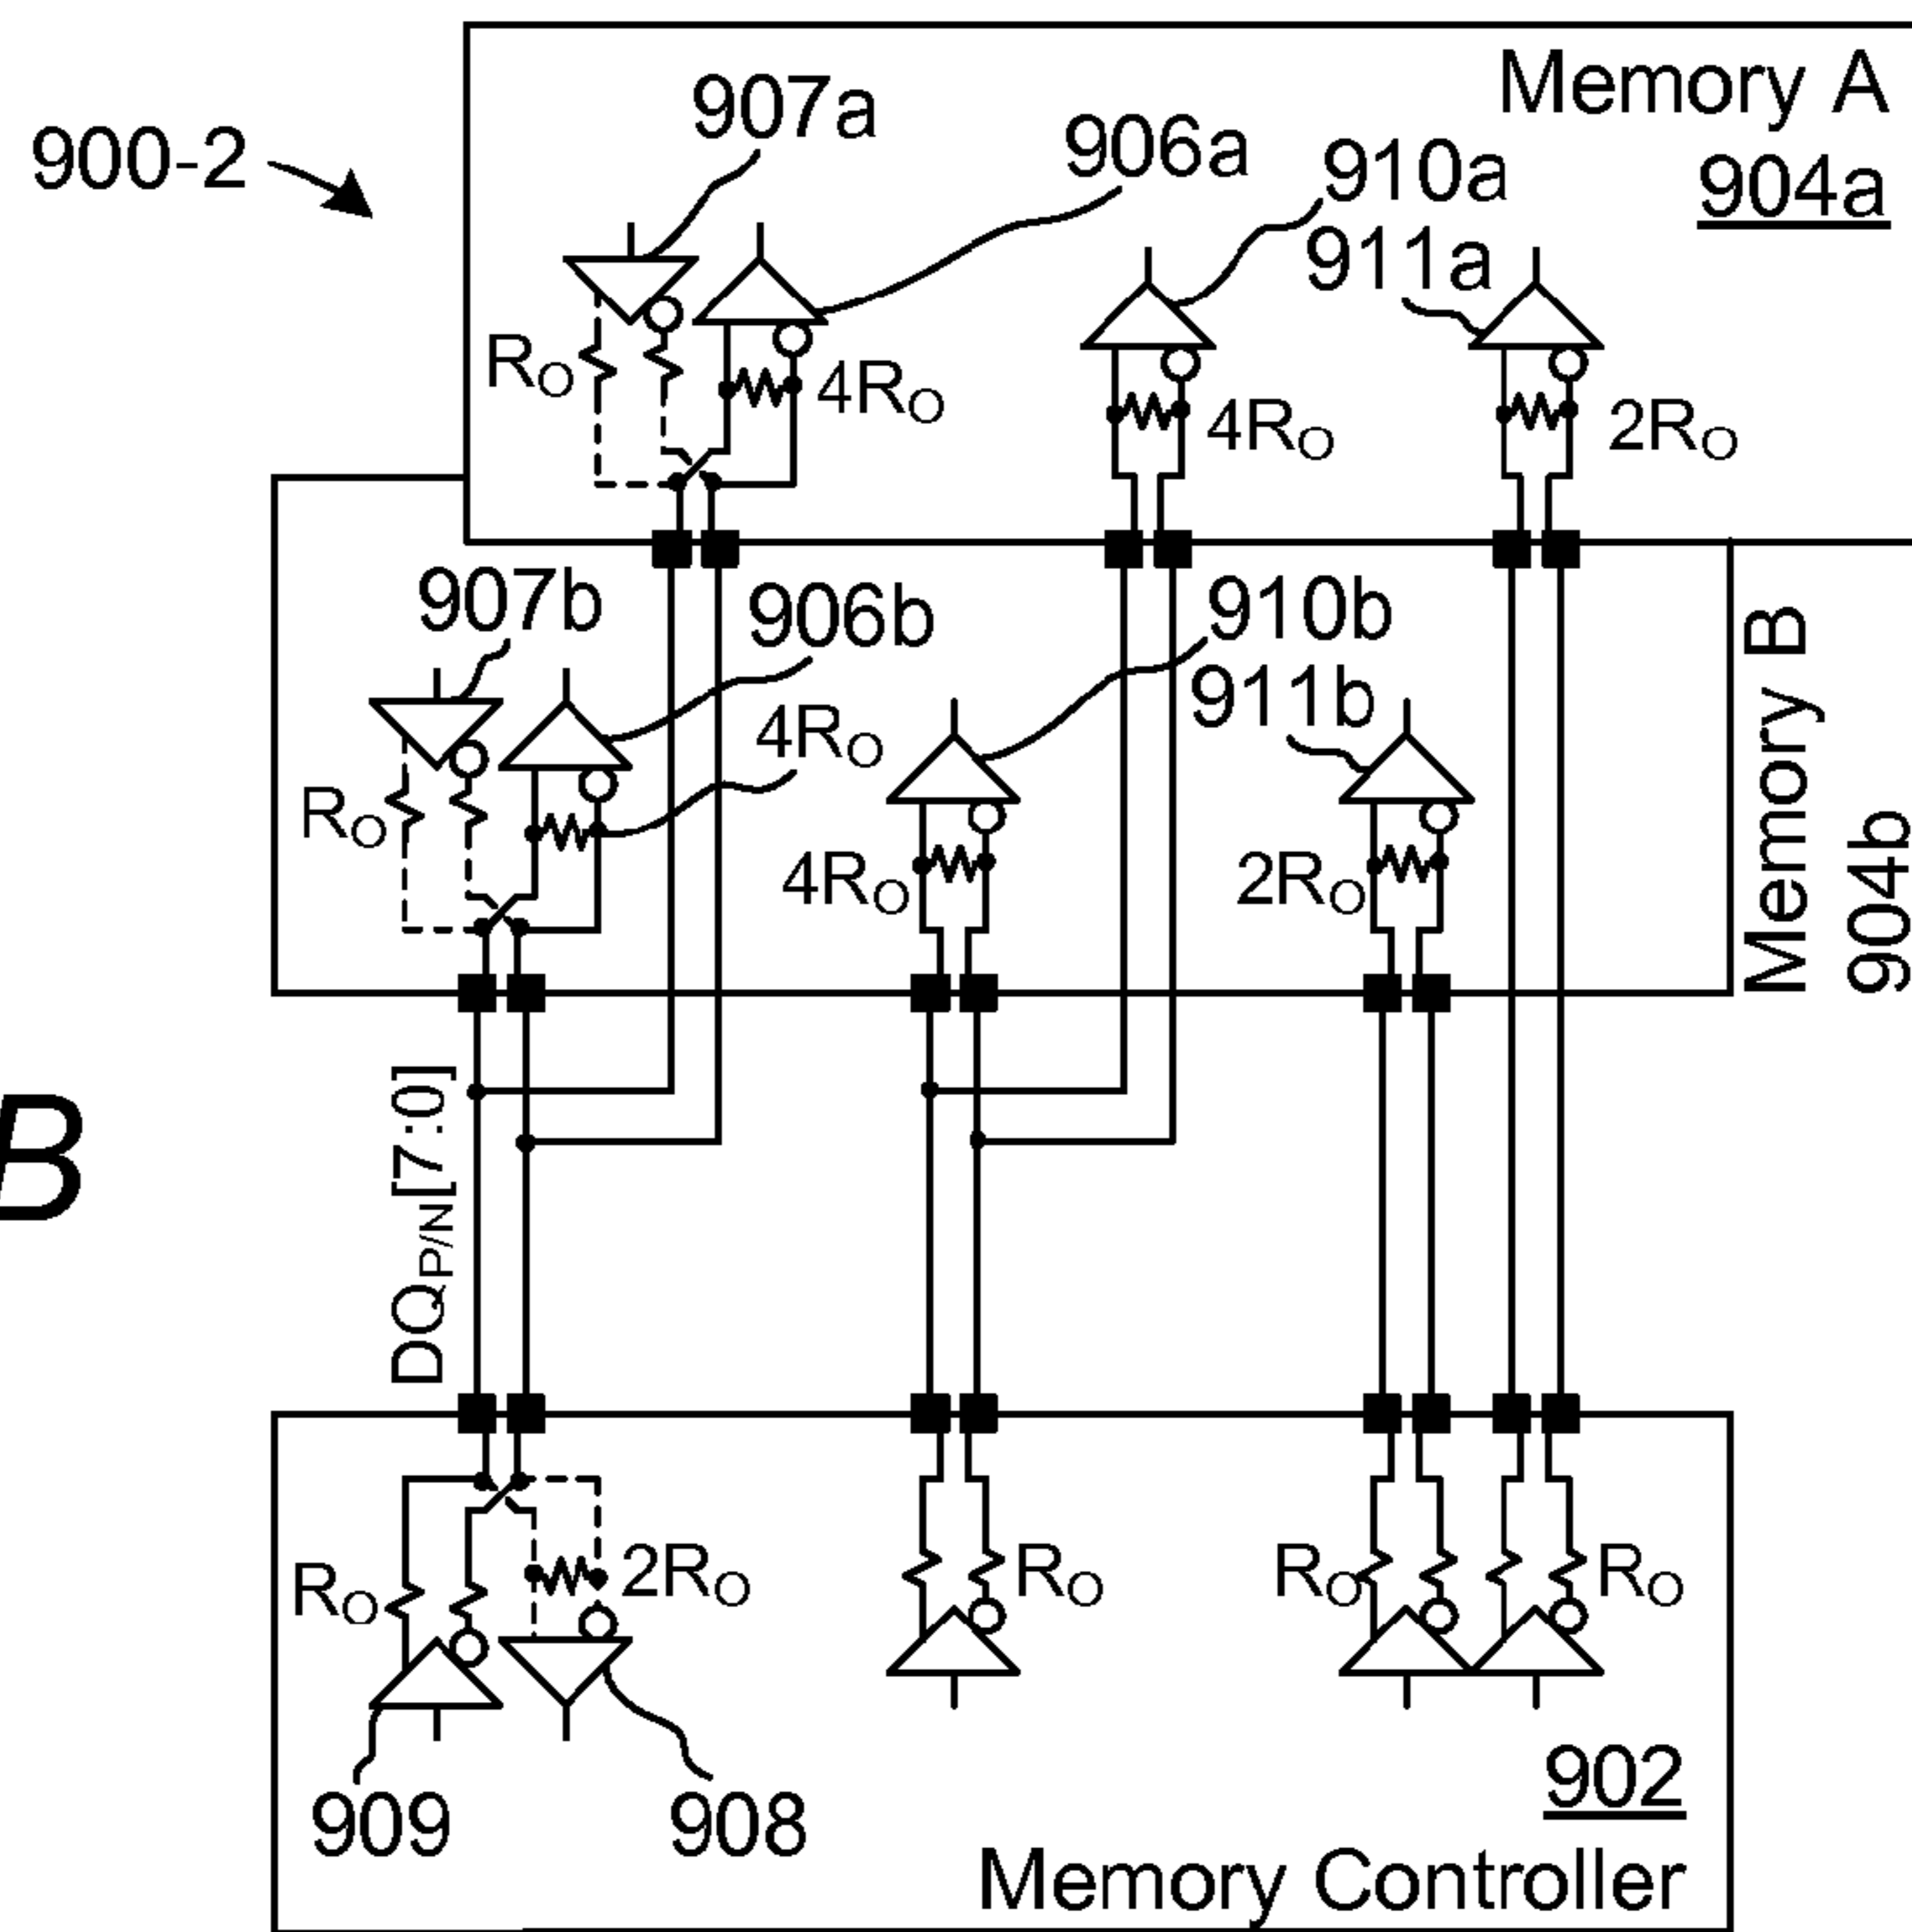 Memory A
907a
900-2
906a
910a
904a
911a
RO
4RO
4RO
2RO
907b
906b
910b
911b
4RO
RO
4RO
2RO
Memory B
904b
B
DQP/N[7:0]
RO
2RO
RO
RO
RO
902
909
908
Memory Controller